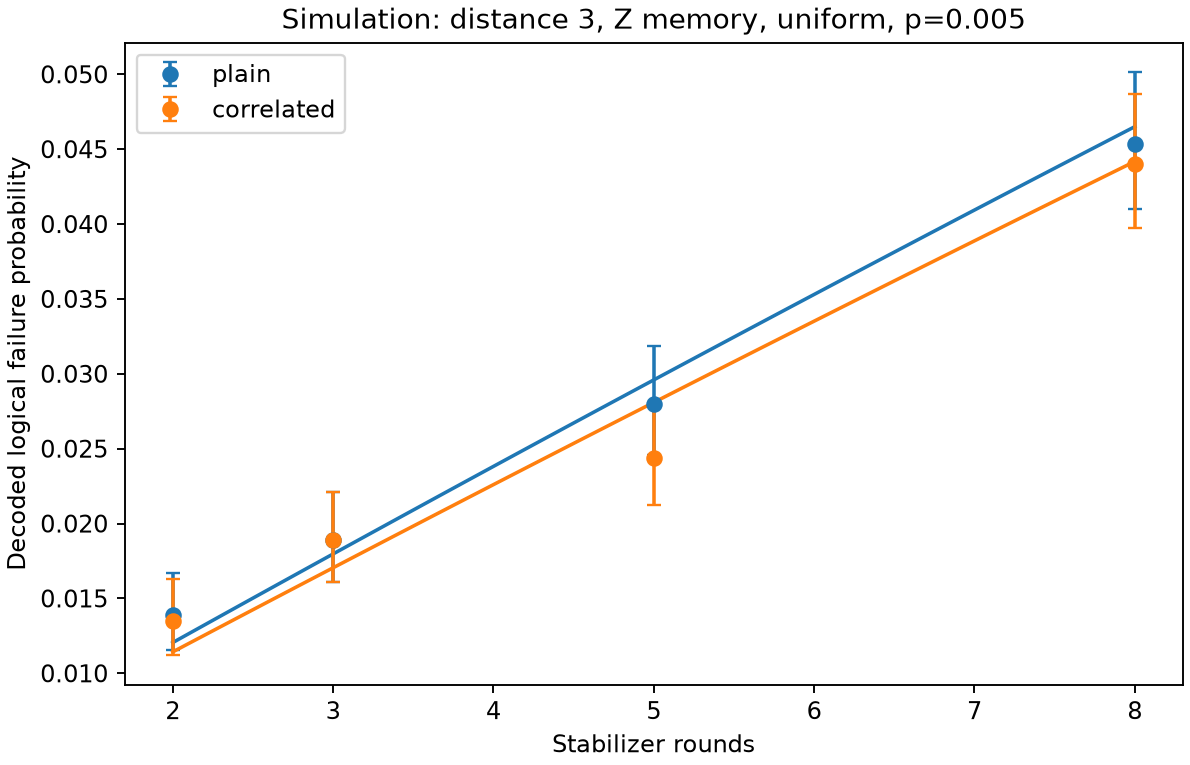 Simulation: distance 3, Z memory, uniform, p=0.005
plain
correlated
Decoded logical failure probability
0.050
0.045
0.040
0.035
0.030
0.025
0.020
0.015
0.010
2 3 4 5 6 7 8
Stabilizer rounds